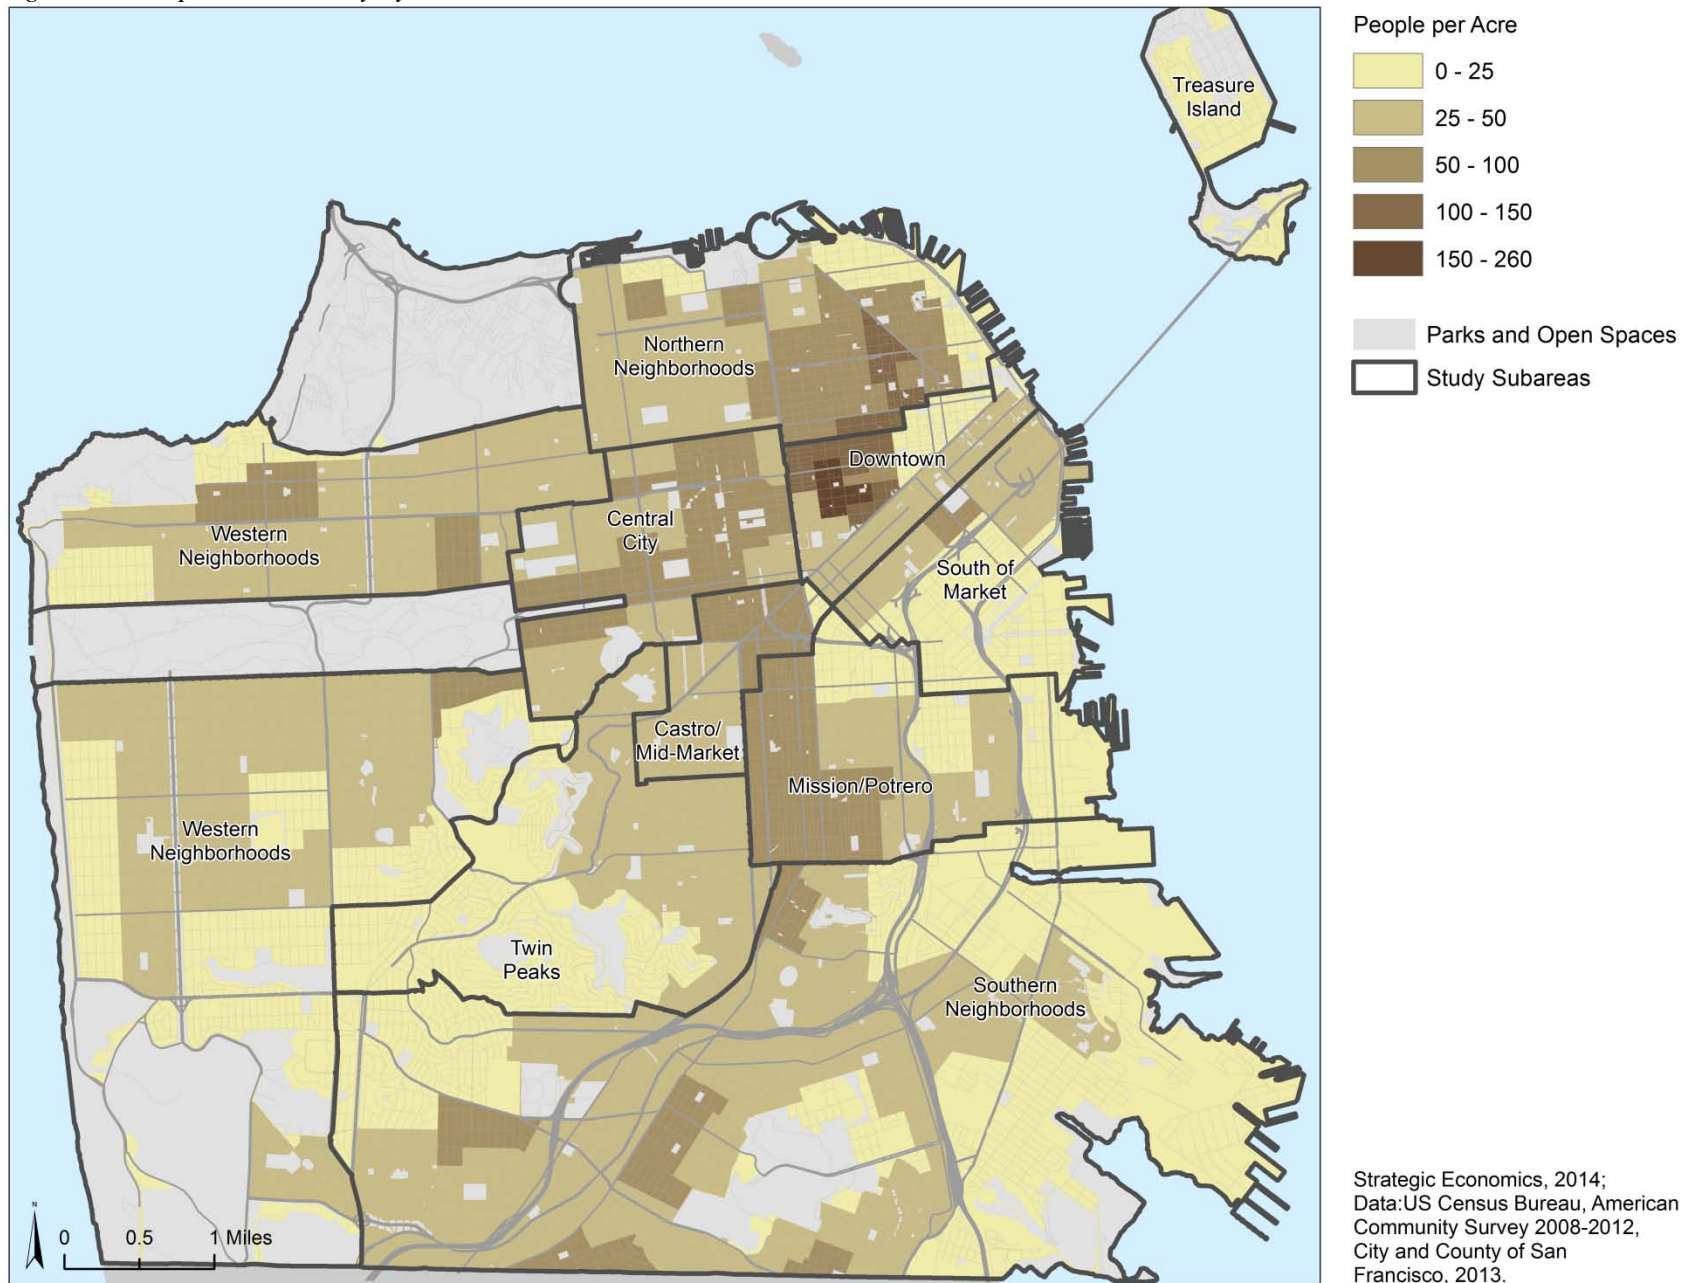 People per Acre
0 - 25
25 - 50
50 - 100
100 - 150
150 - 260
Parks and Open Spaces
Study Subareas
Treasure
Island
Northern
Neighborhoods
Downtown
Central
City
Western
Neighborhoods
South of
Market
Castro/
Mid-Market
Mission/Potrero
Western
Neighborhoods
Twin
Peaks
Southern
Neighborhoods
N
0 0.5 1 Miles
Strategic Economics, 2014;
Data:US Census Bureau, American
Community Survey 2008-2012,
City and County of San
Francisco, 2013.